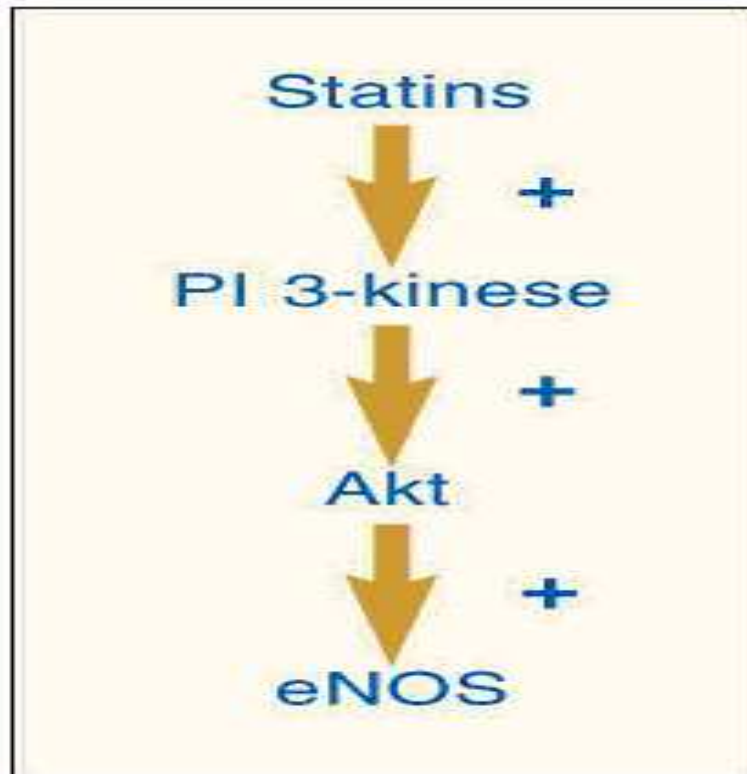 Statins
+
PI 3-kinese
+
Akt
+
eNOS